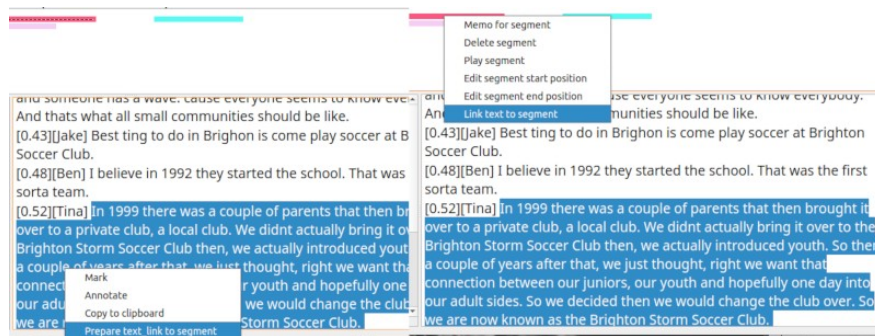 and someone has a wave. cause everyone seems to know eve
And thats what all small communities should be like.
[0.43][Jake] Best ting to do in Brighon is come play soccer at B
Soccer Club.
[0.48][Ben] I believe in 1992 they started the school. That was
sorta team.
[0.52][Tina] In 1999 there was a couple of parents that then br
over to a private club, a local club. We didnt actually bring it ov
Brighton Storm Soccer Club then, we actually introduced yout
a couple of years after that, we just thought, right we want tha
connect r youth and hopefully one
our adu we would change the club
we are Storm Soccer Club.
Mark
Annotate
Copy to clipboard
Prepare text_link to segment
Memo for segment
Delete segment
Play segment
Edit segment start position
Edit segment end position
Link text to segment
use everyone seems to know everybody.
An munities should be like.
[0.43][Jake] Best ting to do in Brighon is come play soccer at Brighton
Soccer Club.
[0.48][Ben] I believe in 1992 they started the school. That was the first
sorta team.
[0.52][Tina] In 1999 there was a couple of parents that then brought it
over to a private club, a local club. We didnt actually bring it over to the
Brighton Storm Soccer Club then, we actually introduced youth. So then
a couple of years after that, we just thought, right we want that
connection between our juniors, our youth and hopefully one day into
our adult sides. So we decided then we would change the club over. So
we are now known as the Brighton Storm Soccer Club.